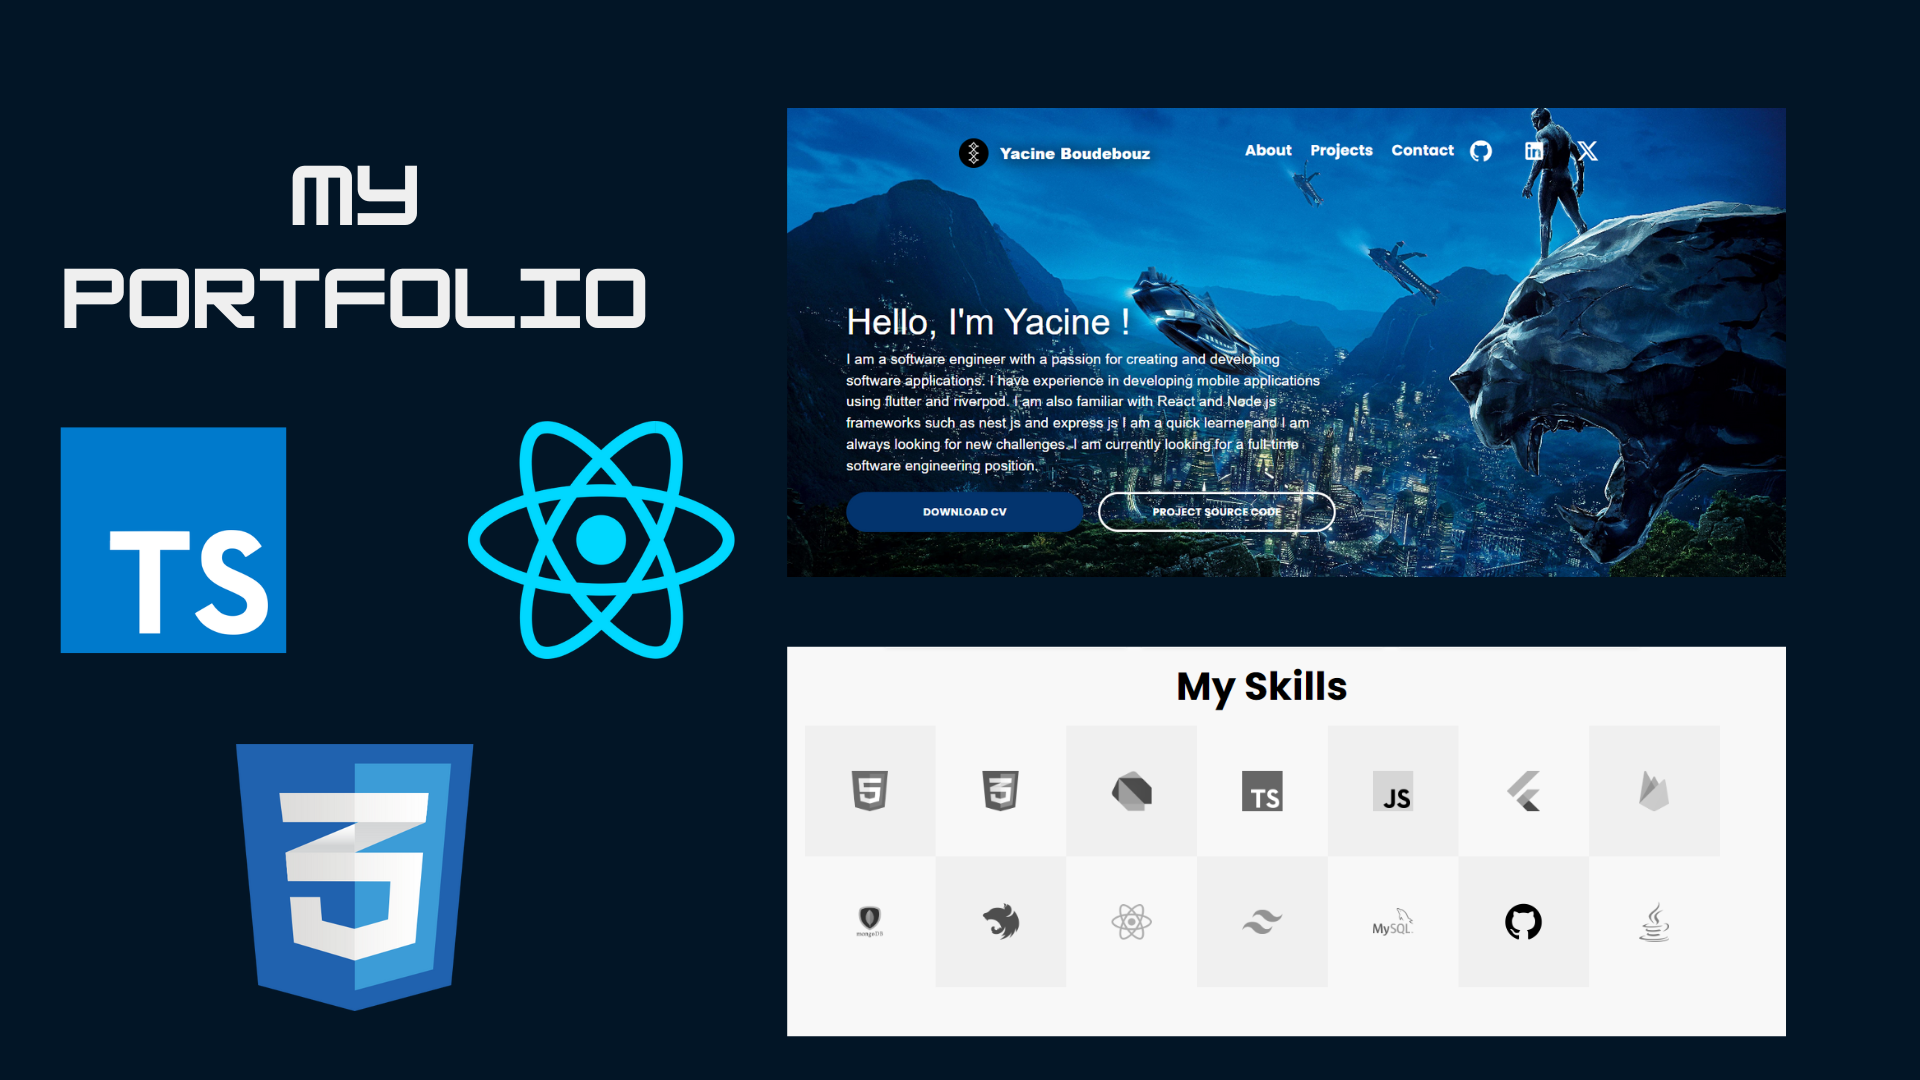 MY
PORTFOLIO
TS
Yacine Boudebouz
About Projects Contact
in
Hello, I'm Yacine !
I am a software engineer with a passion for creating and developing
software applications. I have experience in developing mobile applications
using flutter and riverpod. I am also familiar with React and Node js
frameworks such as nest js and express js I am a quick learner and I am
always looking for new challenges. I am currently looking for a full-time
software engineering position.
DOWNLOAD CV
PROJECT SOURCE CODE
My Skills
5
3
TS
JS
mongoDB
MySQL
3